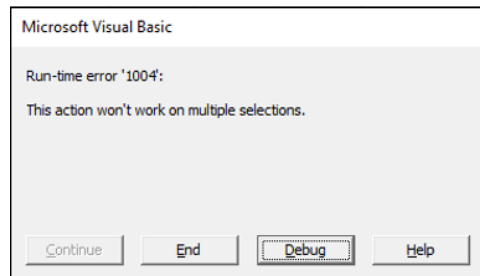 Microsoft Visual Basic
Run-time error '1004':
This action won't work on multiple selections.
Continue End Debug Help